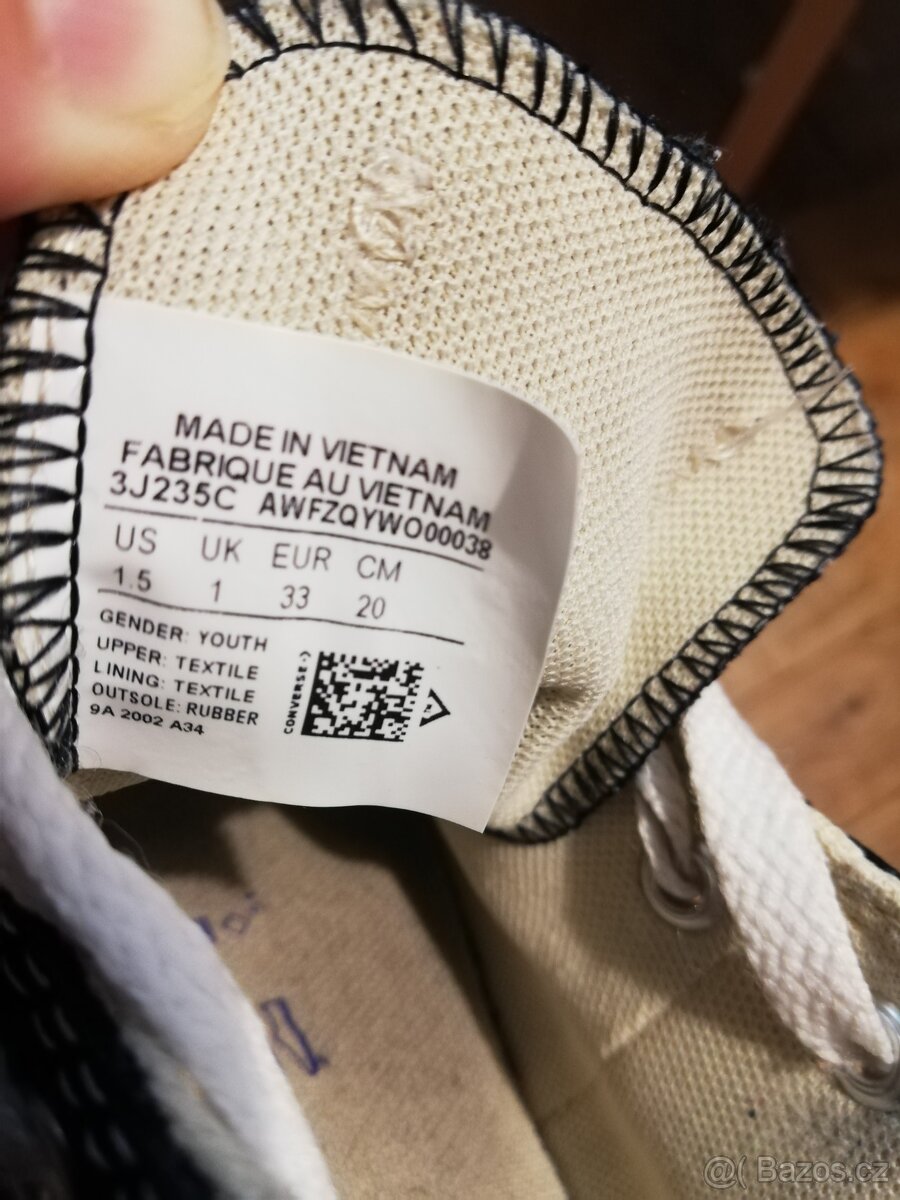 MADE IN VIETNAM
FABRIQUE AU VIETNAM
3J235C AWFZQYWO00038
US UK EUR CM
1.5 1 33 20
GENDER: YOUTH
UPPER: TEXTILE
LINING: TEXTILE
OUTSOLE: RUBBER
9A 2002 A34
CONVERSE
Bazos.cz